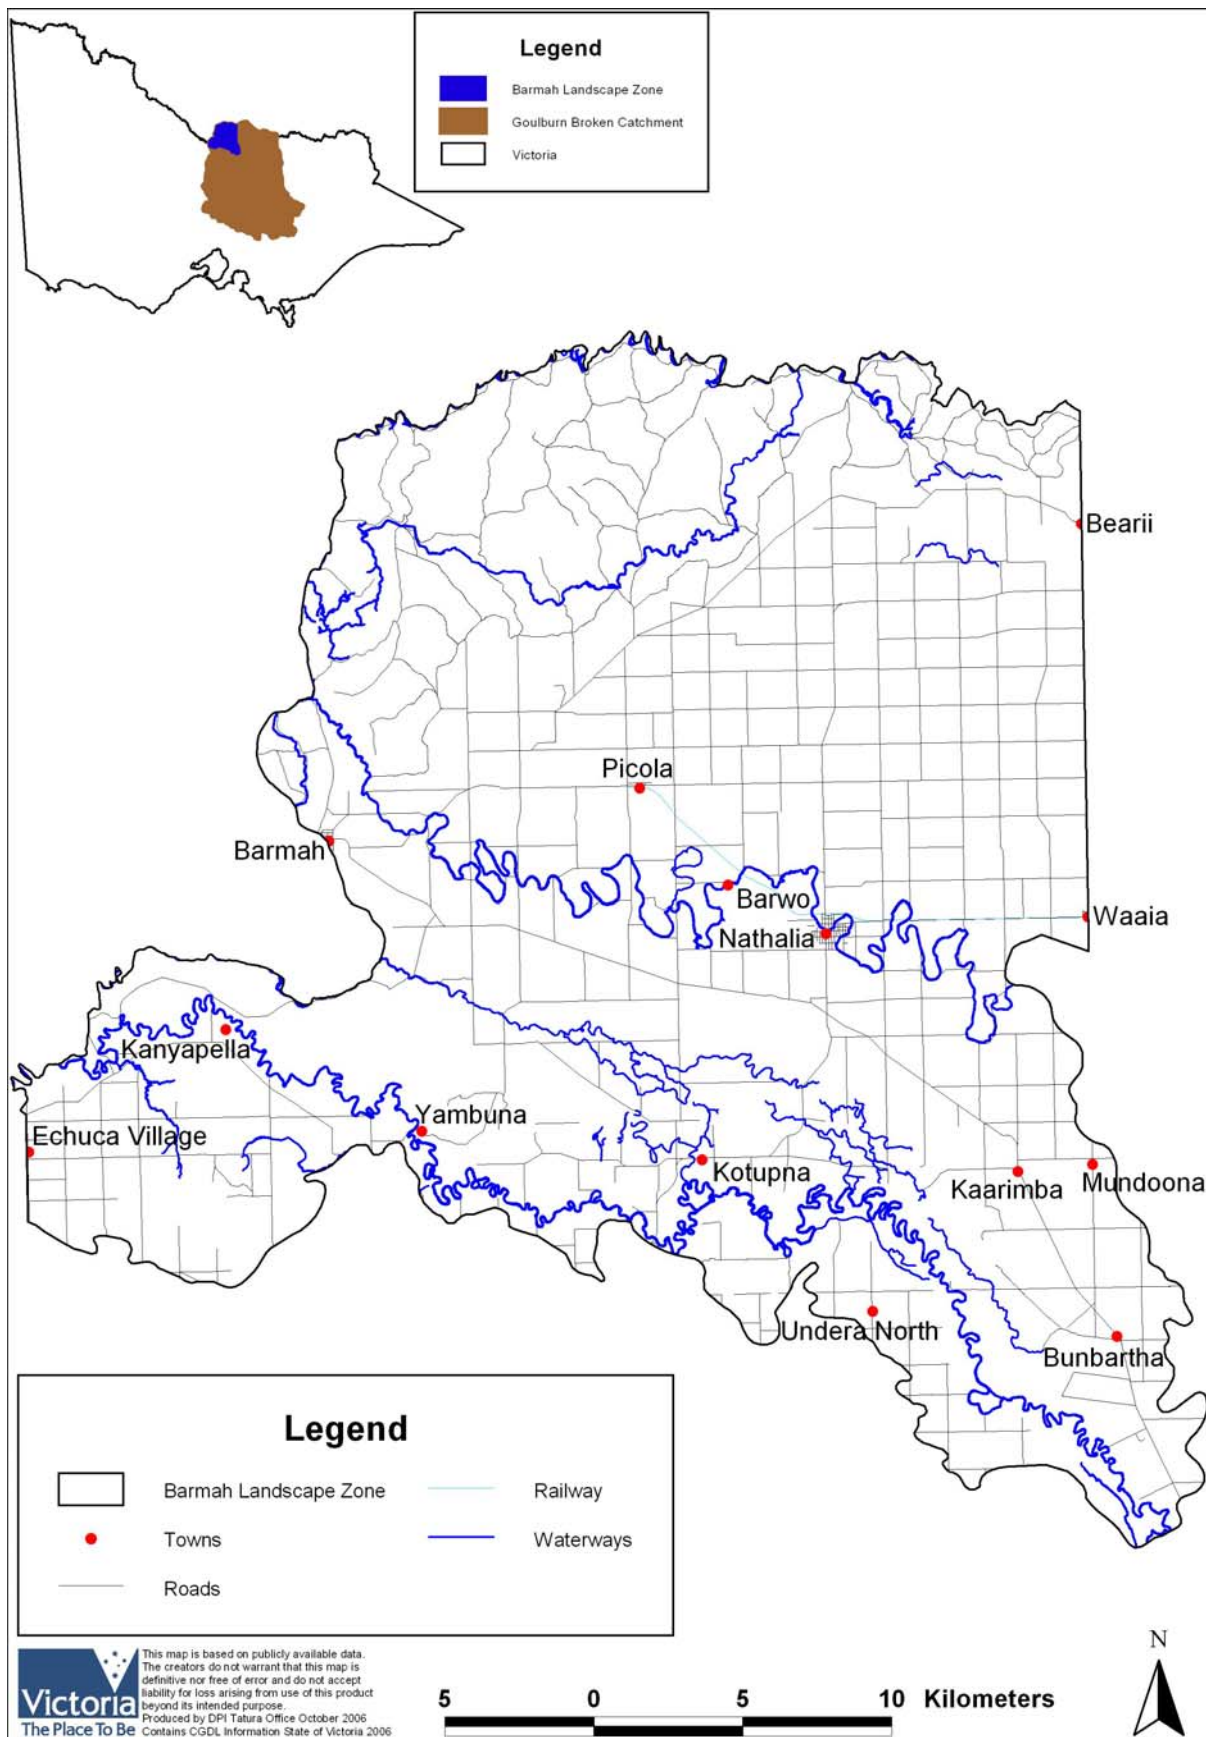 Legend
Barmah Landscape Zone
Goulburn Broken Catchment
Victoria
Bearii
Picola
Barmah
Barwo
Waaia
Nathalia
Kanyapella
Yambuna
Echuca Village
Kotupna
Kaarimba
Mundoona
Undera North
Bunbartha
Legend
Barmah Landscape Zone
Railway
Towns
Waterways
Roads
N
Victoria
The Place To Be
This map is based on publicly available data.
The creators do not warrant that this map is
definitive nor free of error and do not accept
liability for loss arising from use of this product
beyond its intended purpose.
Produced by DPI Tatura Office October 2006
Contains CGDL Information State of Victoria 2006
5 0 5 10 Kilometers